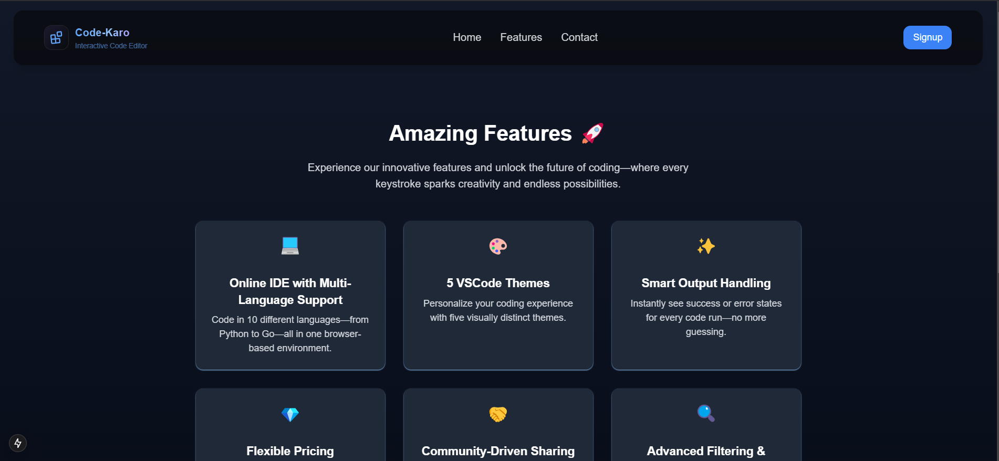 Code-Karo
Interactive Code Editor
Home
Features
Contact
Signup
Amazing Features 🚀
Experience our innovative features and unlock the future of coding—where every
keystroke sparks creativity and endless possibilities.
Online IDE with Multi-
Language Support
Code in 10 different languages—from
Python to Go—all in one browser-
based environment.
5 VSCode Themes
Personalize your coding experience
with five visually distinct themes.
Smart Output Handling
Instantly see success or error states
for every code run—no more
guessing.
Flexible Pricing
Community-Driven Sharing
Advanced Filtering &